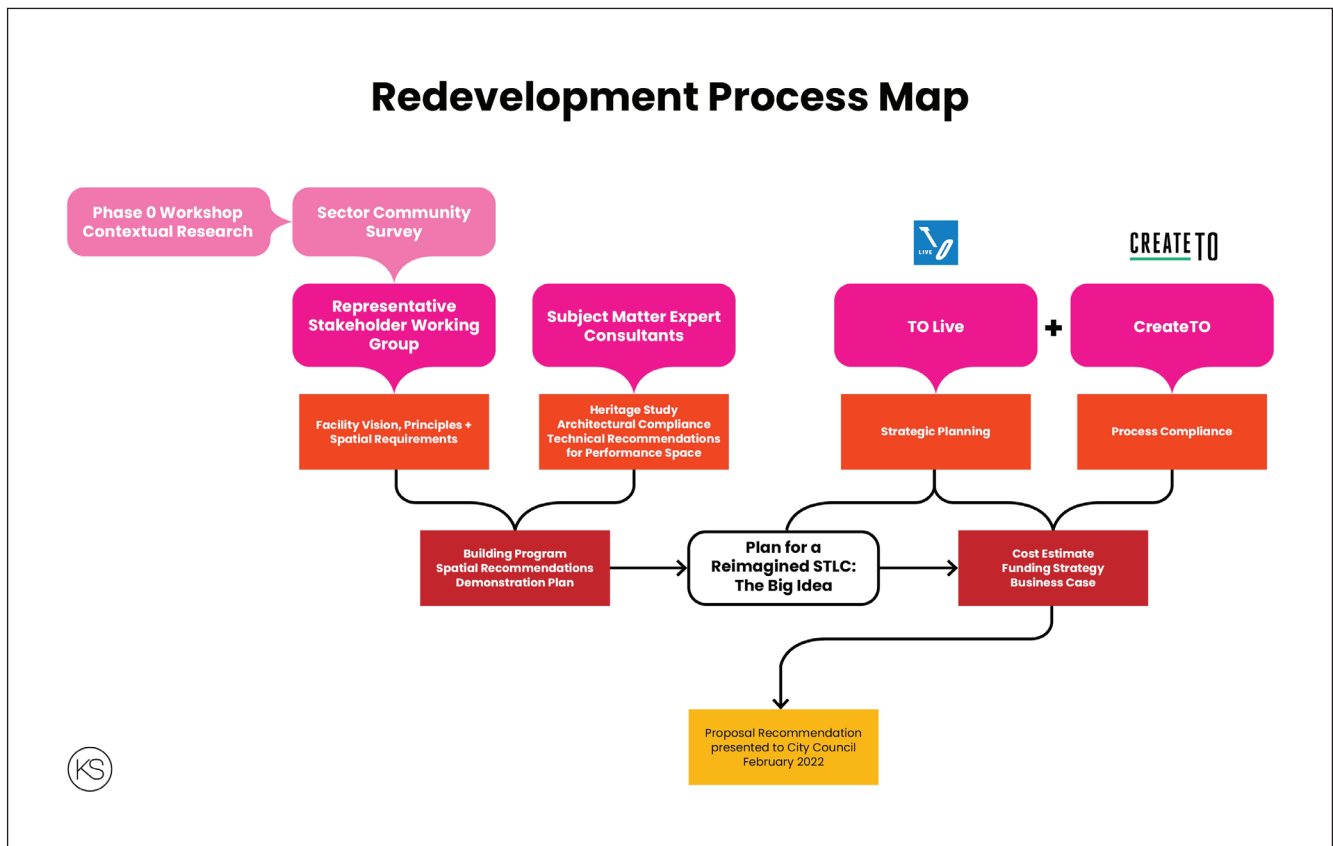 Redevelopment Process Map
Phase 0 Workshop
Contextual Research
Sector Community
Survey
LIVE
CREATE TO
Representative
Stakeholder Working
Group
Subject Matter Expert
Consultants
TO Live
+
CreateTO
Facility Vision, Principles +
Spatial Requirements
Heritage Study
Architectural Compliance
Technical Recommendations
for Performance Space
Strategic Planning
Process Compliance
Building Program
Spatial Recommendations
Demonstration Plan
Plan for a
Reimagined STLC:
The Big Idea
Cost Estimate
Funding Strategy
Business Case
Proposal Recommendation
presented to City Council
February 2022
KS